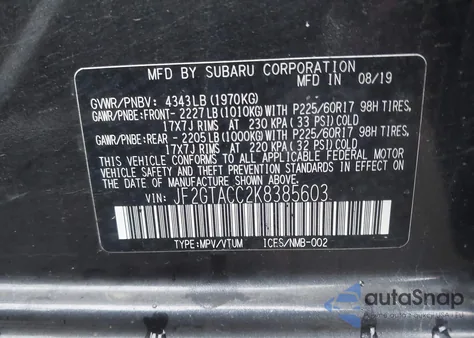 MFD BY SUBARU CORPORATION
MFD IN 08/19
GVWR/PNBV: 4343LB(1970KG)
GAWR/PNBE:FRONT- 2227LB(1010KG)WITH P225/60R17 98H TIRES,
17X7J RIMS AT 230 KPA(33 PSI)COLD
GAWR/PNBE:REAR - 2205LB(1000KG)WITH P225/60R17 98H TIRES,
17X7J RIMS AT 220 KPA(32 PSI)COLD
THIS VEHICLE CONFORMS TO ALL APPLICABLE FEDERAL MOTOR
VEHICLE SAFETY, BUMPER, AND THEFT PREVENTION STANDARDS
IN EFFECT ON THE DATE OF MANUFACTURE SHOWN ABOVE.
VIN: JF2GTACC2K8385603
TYPE:MPV/VTUM ICES/NMB-002
autoSnap